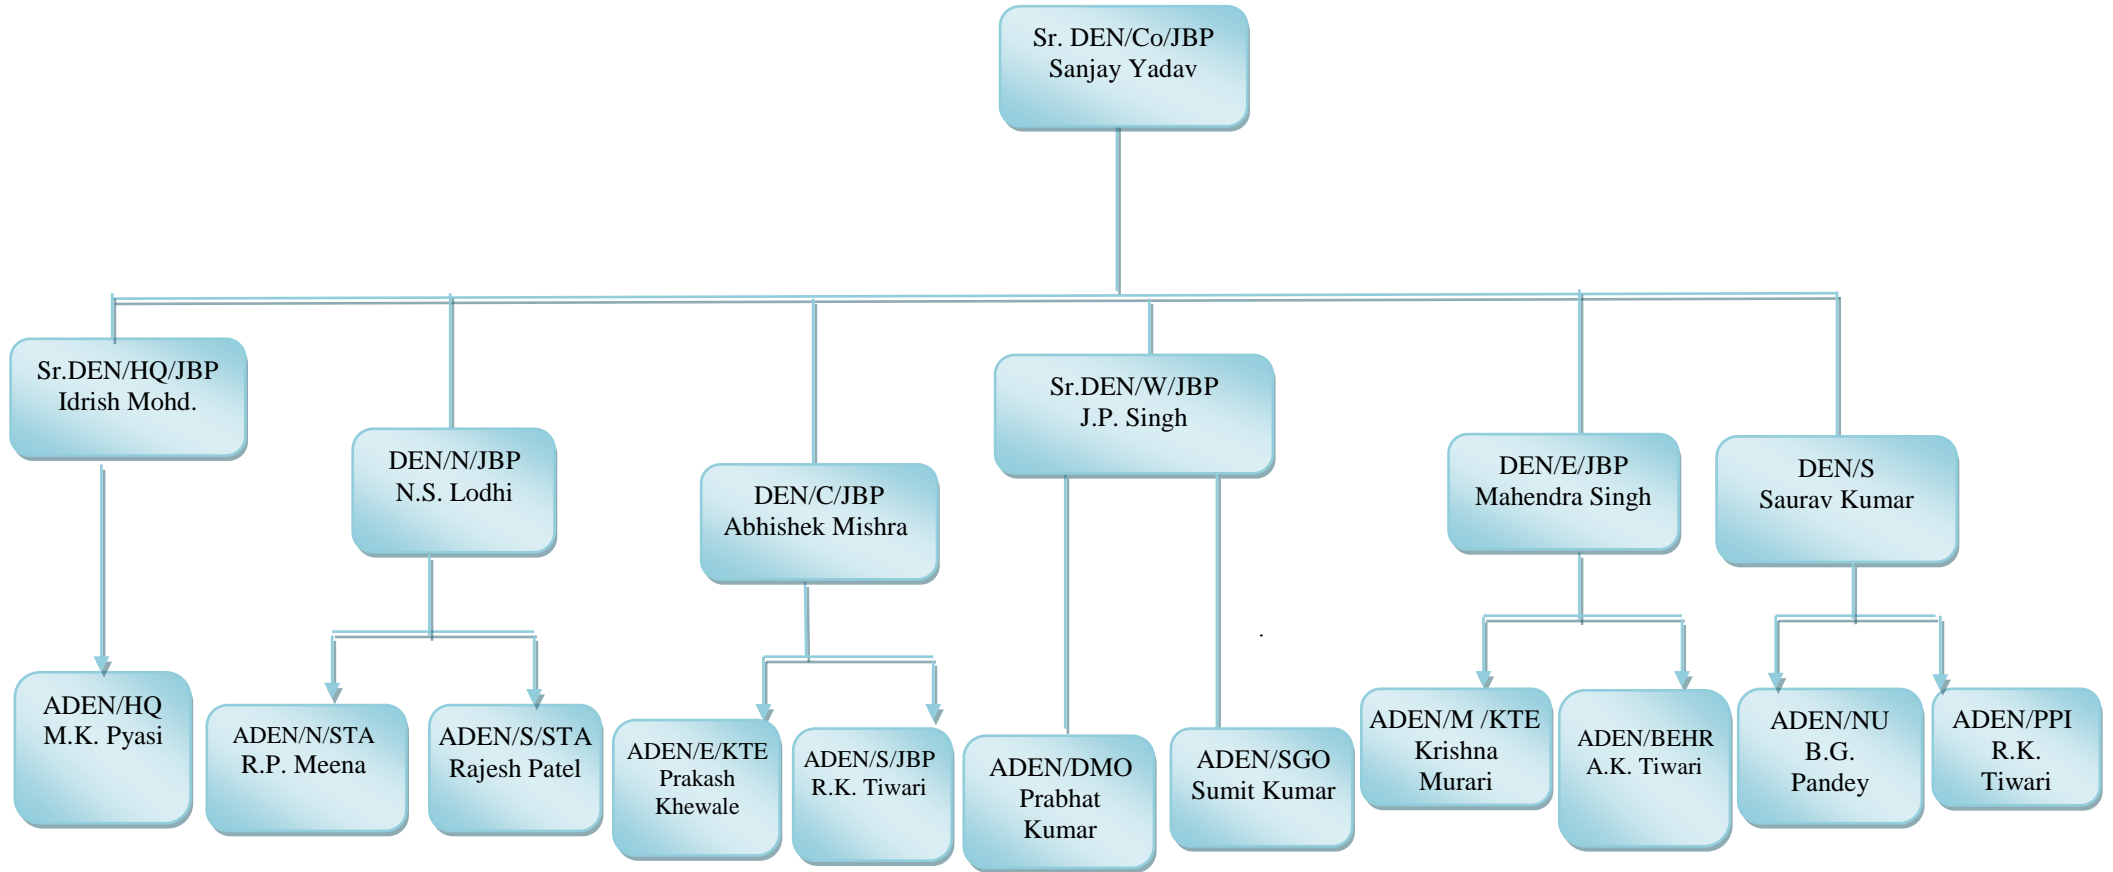 Sr. DEN/Co/JBP
Sanjay Yadav
Sr.DEN/HQ/JBP
Idrish Mohd.
DEN/N/JBP
N.S. Lodhi
DEN/C/JBP
Abhishek Mishra
Sr.DEN/W/JBP
J.P. Singh
DEN/E/JBP
Mahendra Singh
DEN/S
Saurav Kumar
ADEN/HQ
M.K. Pyasi
ADEN/N/STA
R.P. Meena
ADEN/S/STA
Rajesh Patel
ADEN/E/KTE
Prakash
Khewale
ADEN/S/JBP
R.K. Tiwari
ADEN/DMO
Prabhat
Kumar
ADEN/SGO
Sumit Kumar
ADEN/M /KTE
Krishna
Murari
ADEN/BEHR
A.K. Tiwari
ADEN/NU
B.G.
Pandey
ADEN/PPI
R.K.
Tiwari